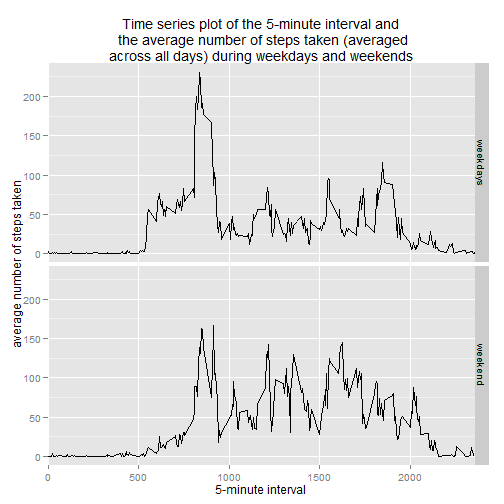 Time series plot of the 5-minute interval and
the average number of steps taken (averaged
across all days) during weekdays and weekends
average number of steps taken
200
150
100
50
0
weekdays
200
150
100
50
0
weekend
0 500 1000 1500 2000
5-minute interval